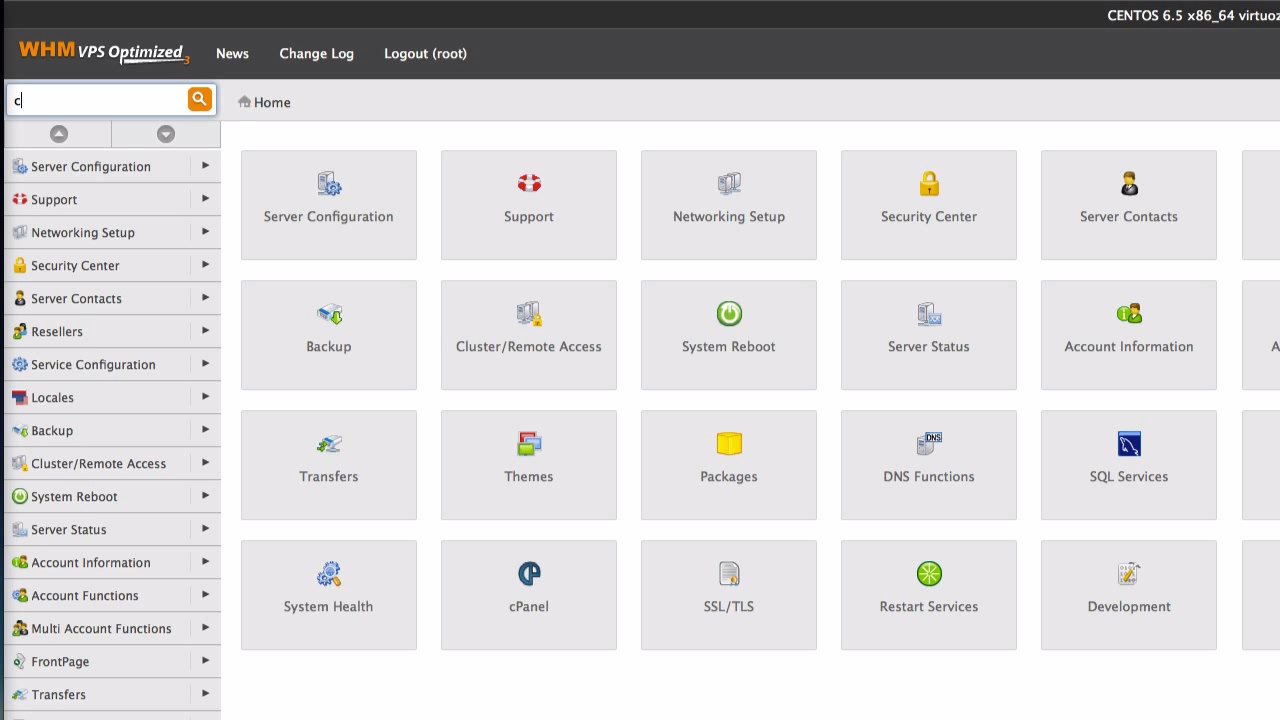 CENTOS 6.5 x86_64 virtuoz
WHM VPS Optimized 3
News
Change Log
Logout (root)
c
Home
Server Configuration
Support
Networking Setup
Security Center
Server Contacts
Resellers
Service Configuration
Locales
Backup
Cluster/Remote Access
System Reboot
Server Status
Account Information
Account Functions
Multi Account Functions
FrontPage
Transfers
Server Configuration
Support
Networking Setup
Security Center
Server Contacts
Backup
Cluster/Remote Access
System Reboot
Server Status
Account Information
A
Transfers
Themes
Packages
DNS
DNS Functions
SQL Services
System Health
cPanel
SSL/TLS
Restart Services
Development